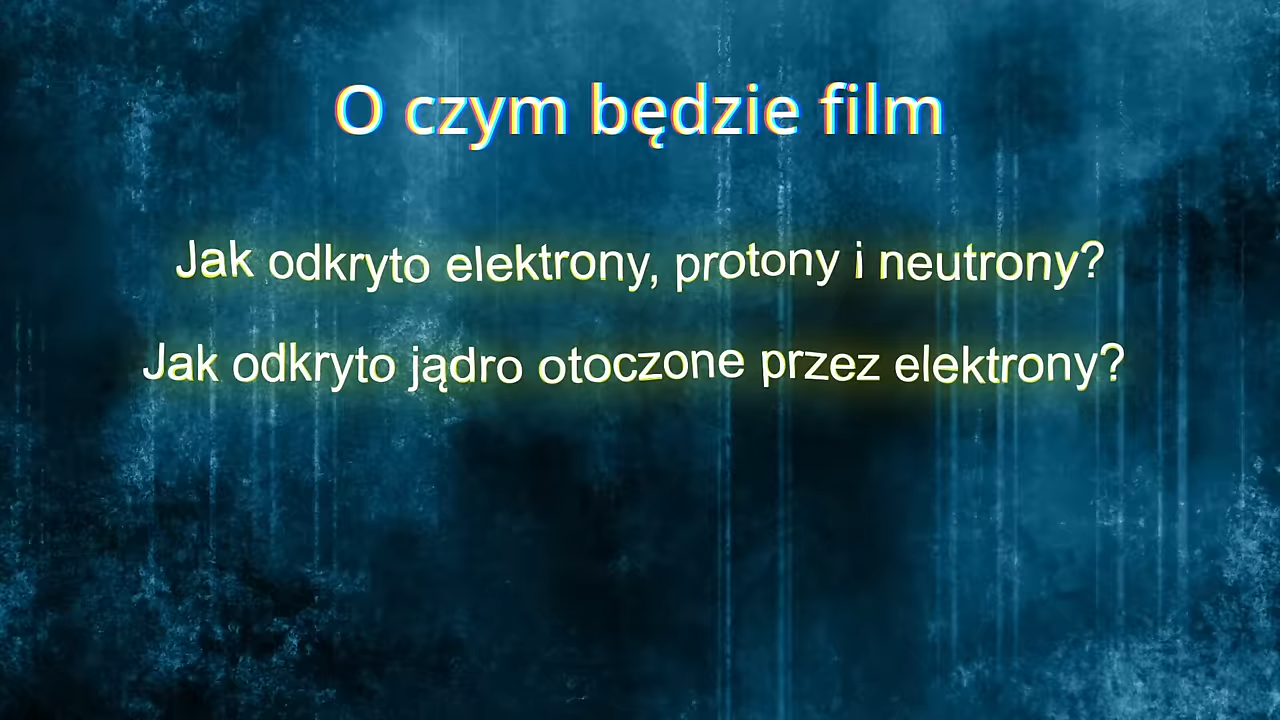 O czym będzie film
Jak odkryto elektrony, protony i neutrony?
Jak odkryto jądro otoczone przez elektrony?